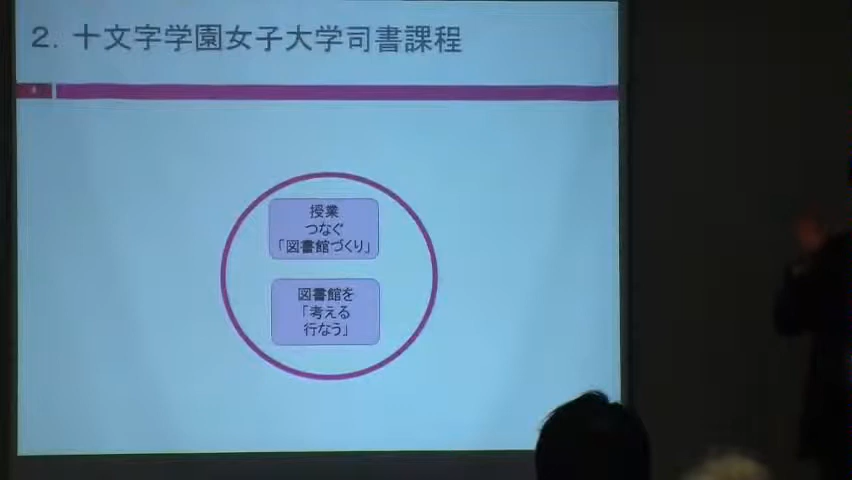 2．十文字学園女子大学司書課程
授業
つなぐ
「図書館づくり」
図書館を
「考える
行なう」